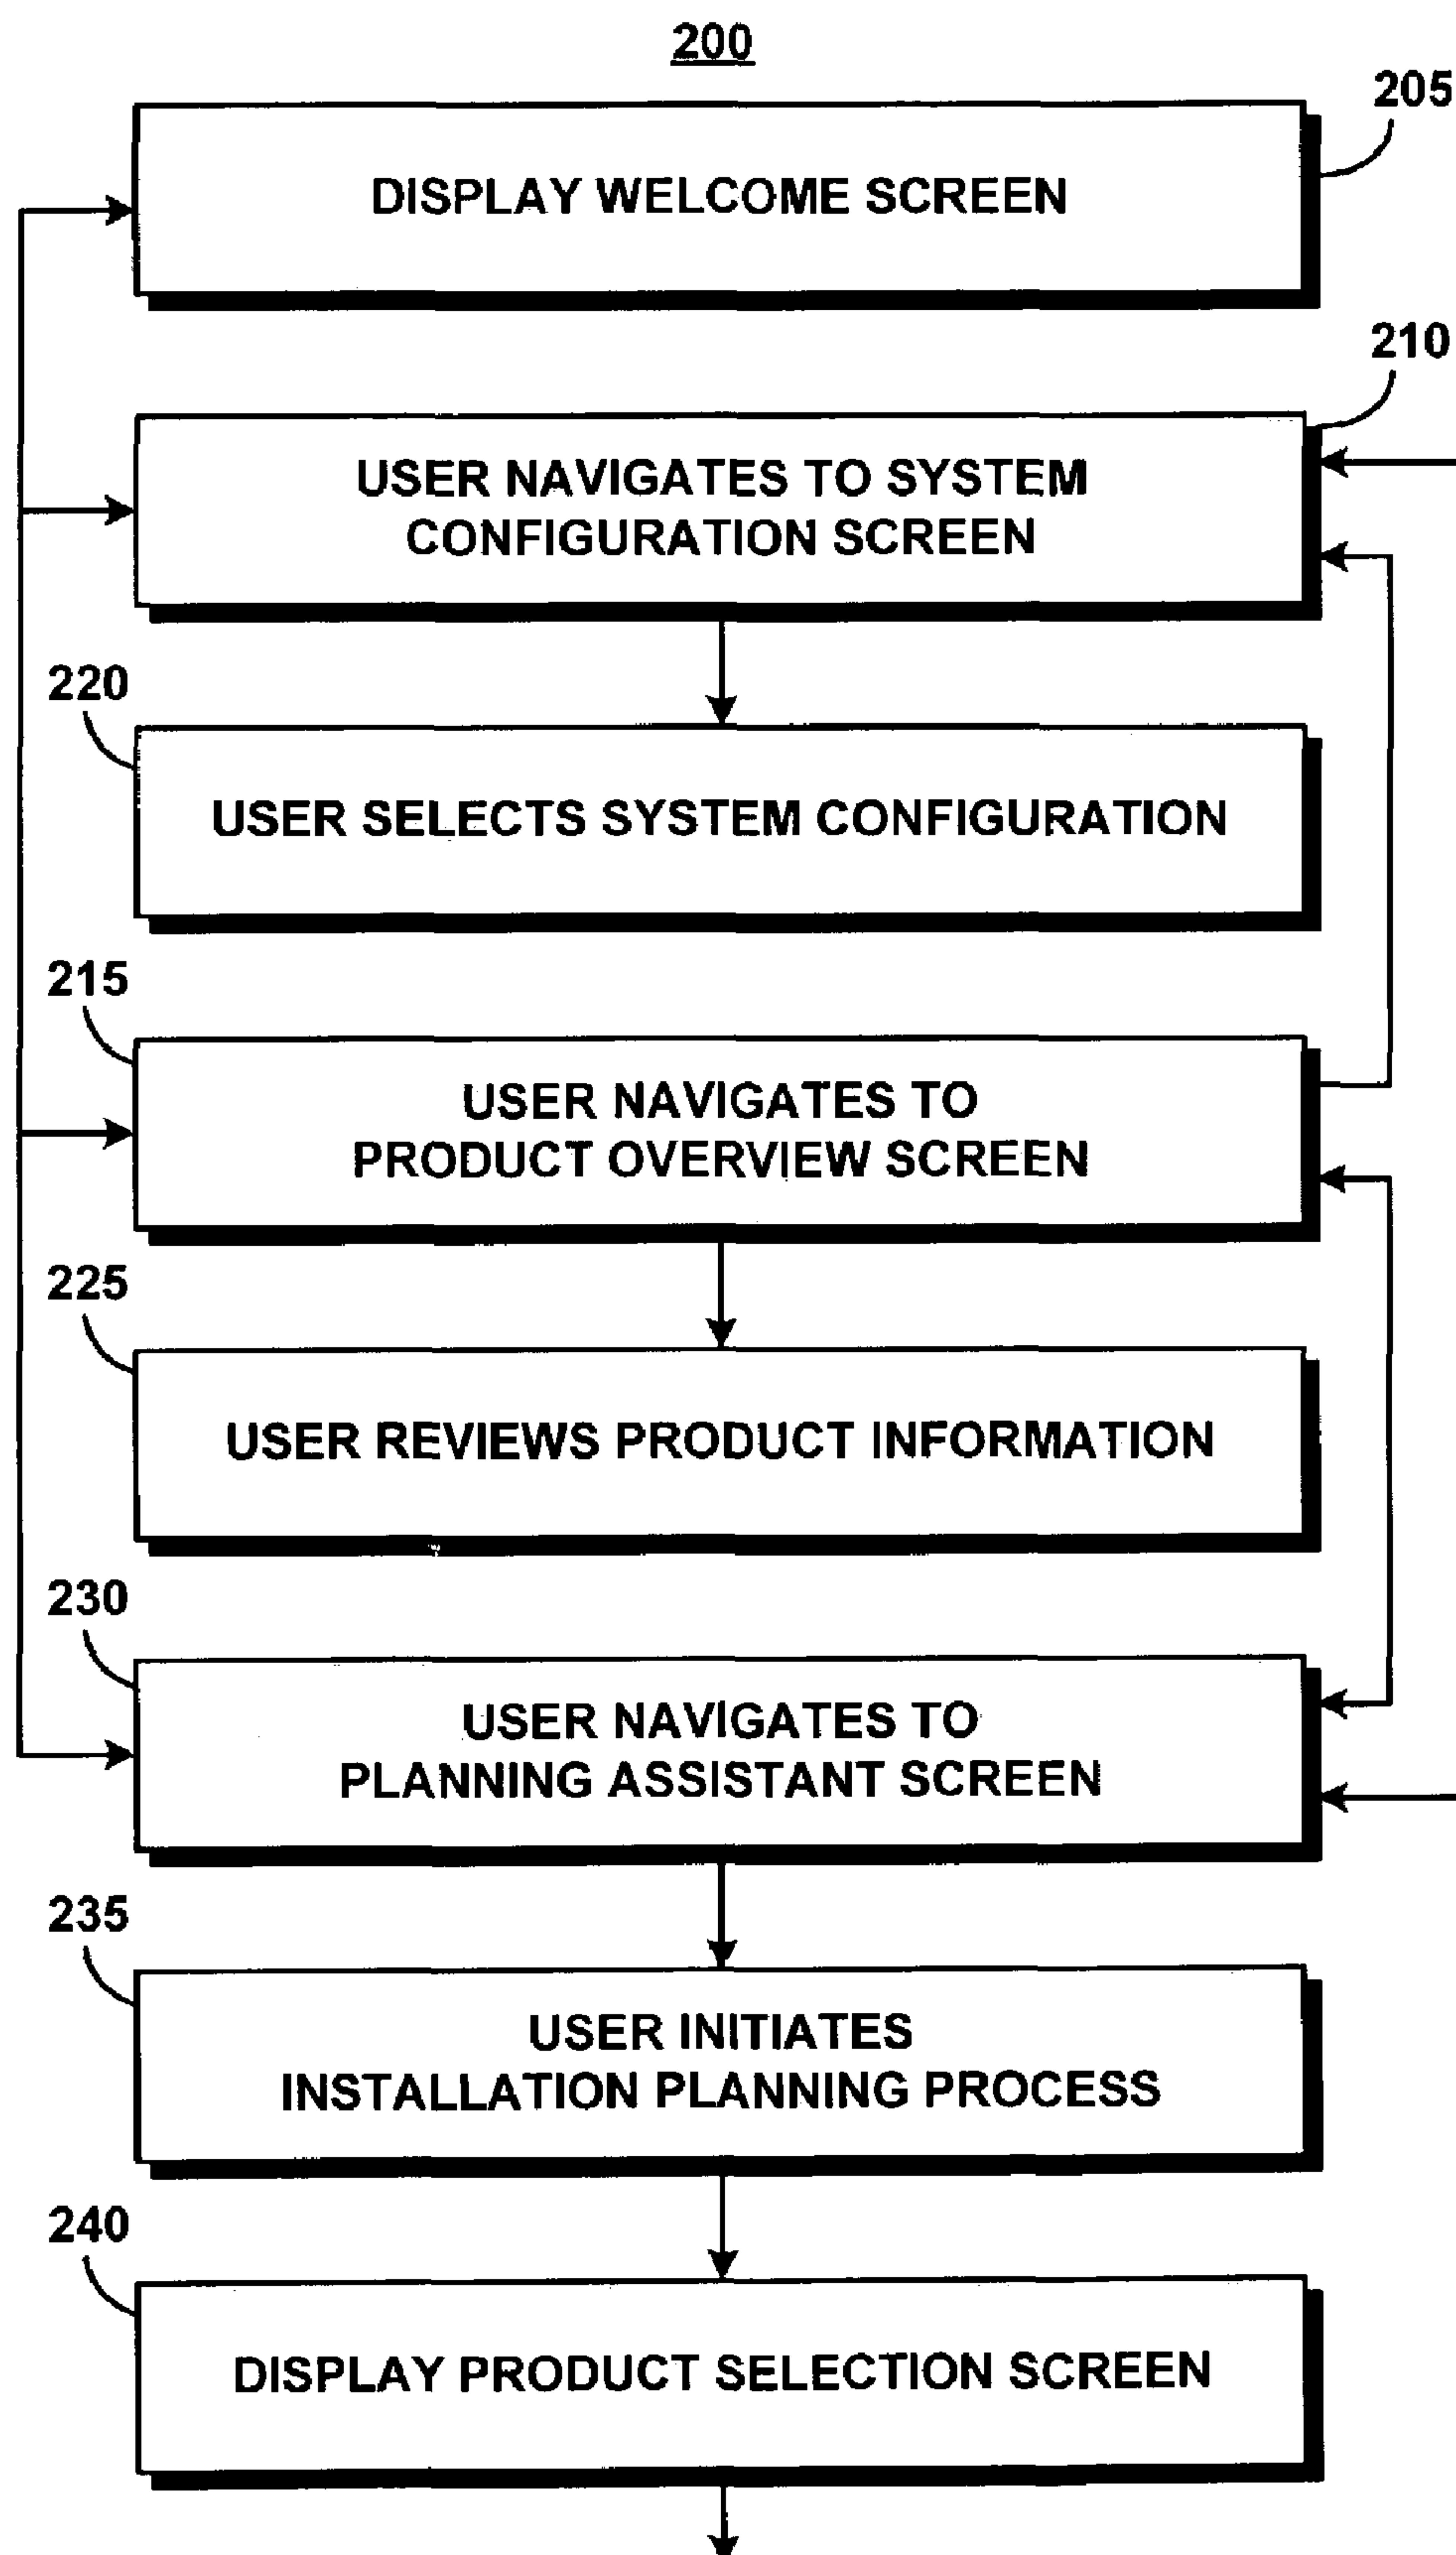 200
205
DISPLAY WELCOME SCREEN
210
USER NAVIGATES TO SYSTEM
CONFIGURATION SCREEN
220
USER SELECTS SYSTEM CONFIGURATION
215
USER NAVIGATES TO
PRODUCT OVERVIEW SCREEN
225
USER REVIEWS PRODUCT INFORMATION
230
USER NAVIGATES TO
PLANNING ASSISTANT SCREEN
235
USER INITIATES
INSTALLATION PLANNING PROCESS
240
DISPLAY PRODUCT SELECTION SCREEN